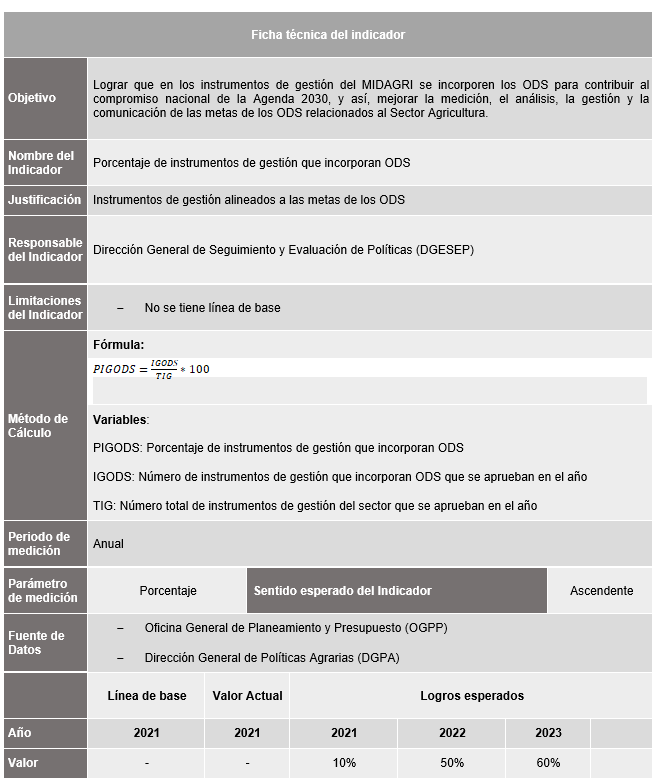 Ficha técnica del indicador
Objetivo
Lograr que en los instrumentos de gestión del MIDAGRI se incorporen los ODS para contribuir al
compromiso nacional de la Agenda 2030, y así, mejorar la medición, el análisis, la gestión y la
comunicación de las metas de los ODS relacionados al Sector Agricultura.
Nombre del
Indicador
Porcentaje de instrumentos de gestión que incorporan ODS
Justificación
Instrumentos de gestión alineados a las metas de los ODS
Responsable
del Indicador
Dirección General de Seguimiento y Evaluación de Políticas (DGESEP)
Limitaciones
del Indicador
– No se tiene línea de base
Método de
Cálculo
Fórmula:
PIGODS = IGODS/TIG * 100
Variables:
PIGODS: Porcentaje de instrumentos de gestión que incorporan ODS
IGODS: Número de instrumentos de gestión que incorporan ODS que se aprueban en el año
TIG: Número total de instrumentos de gestión del sector que se aprueban en el año
Periodo de
medición
Anual
Parámetro
de medición
Porcentaje
Sentido esperado del Indicador
Ascendente
Fuente de
Datos
– Oficina General de Planeamiento y Presupuesto (OGPP)
– Dirección General de Políticas Agrarias (DGPA)
Línea de base Valor Actual Logros esperados
Año 2021 2021 2021 2022 2023
Valor - - 10% 50% 60%